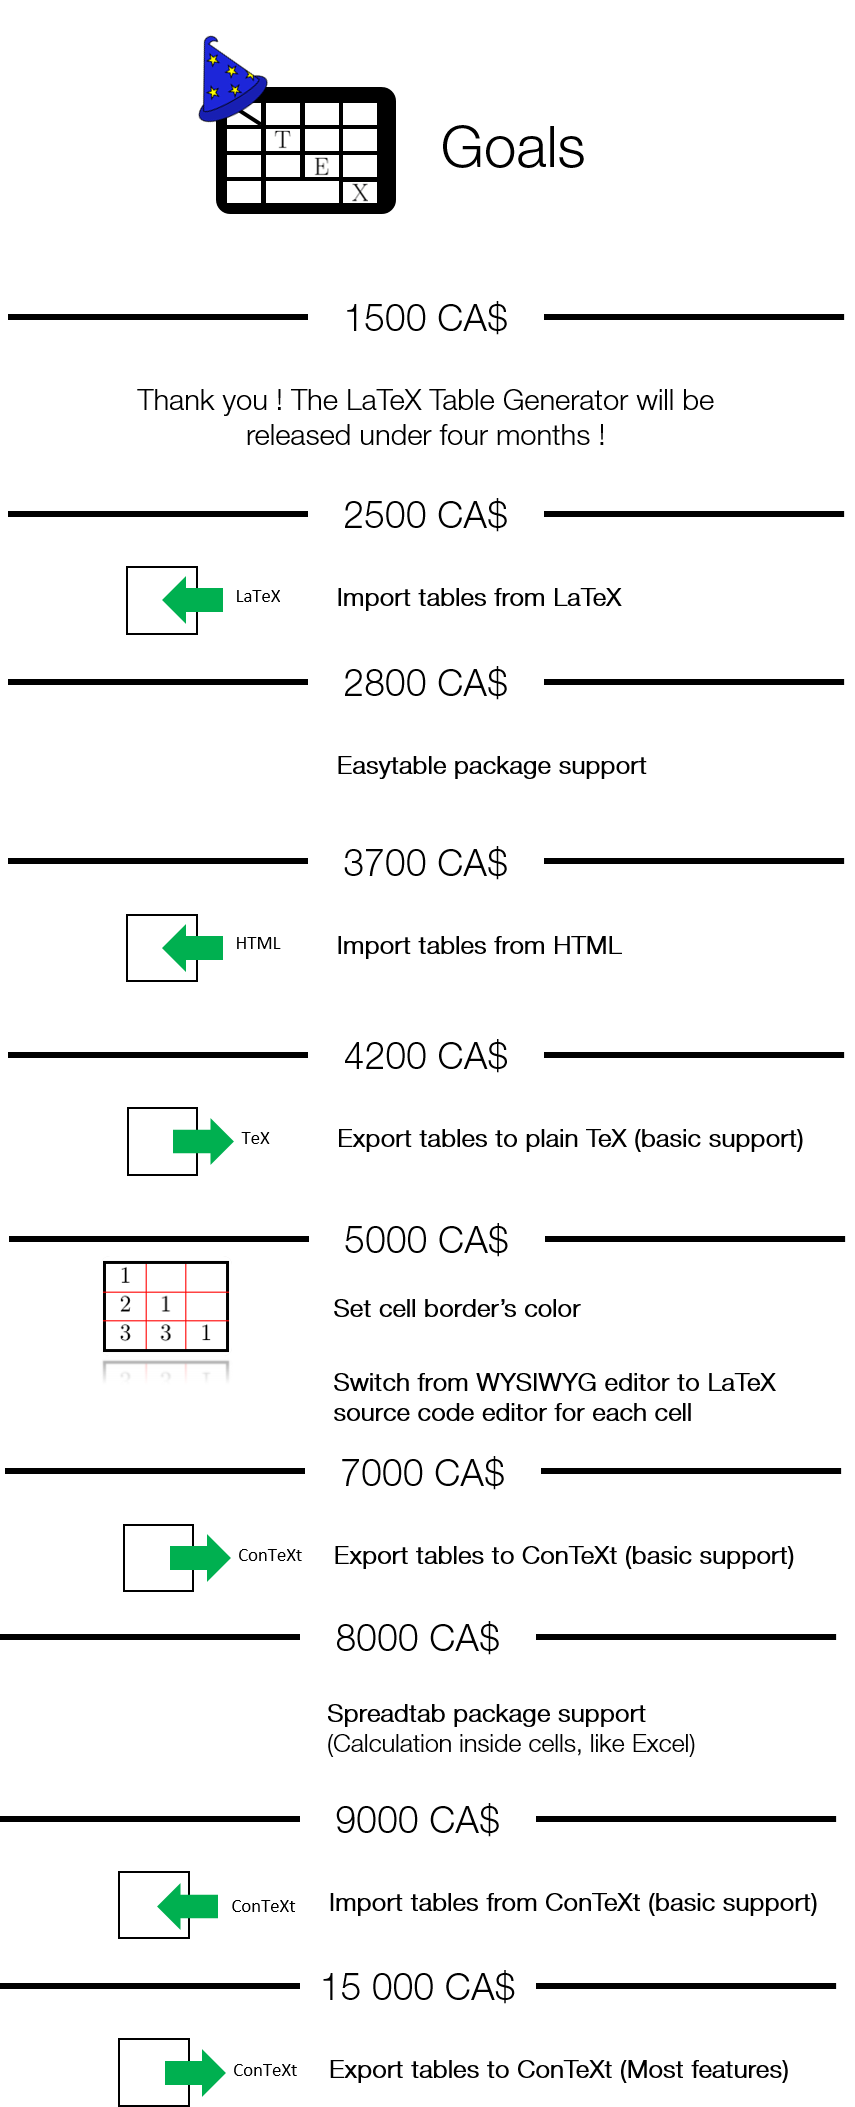 T
E
X
Goals
1500 CA$
Thank you ! The LaTeX Table Generator will be
released under four months !
2500 CA$
LaTeX
Import tables from LaTeX
2800 CA$
Easytable package support
3700 CA$
HTML
Import tables from HTML
4200 CA$
TeX
Export tables to plain TeX (basic support)
5000 CA$
1
2 1
3 3 1
Set cell border’s color
Switch from WYSIWYG editor to LaTeX
source code editor for each cell
7000 CA$
ConTeXt
Export tables to ConTeXt (basic support)
8000 CA$
Spreadtab package support
(Calculation inside cells, like Excel)
9000 CA$
ConTeXt
Import tables from ConTeXt (basic support)
15 000 CA$
ConTeXt
Export tables to ConTeXt (Most features)